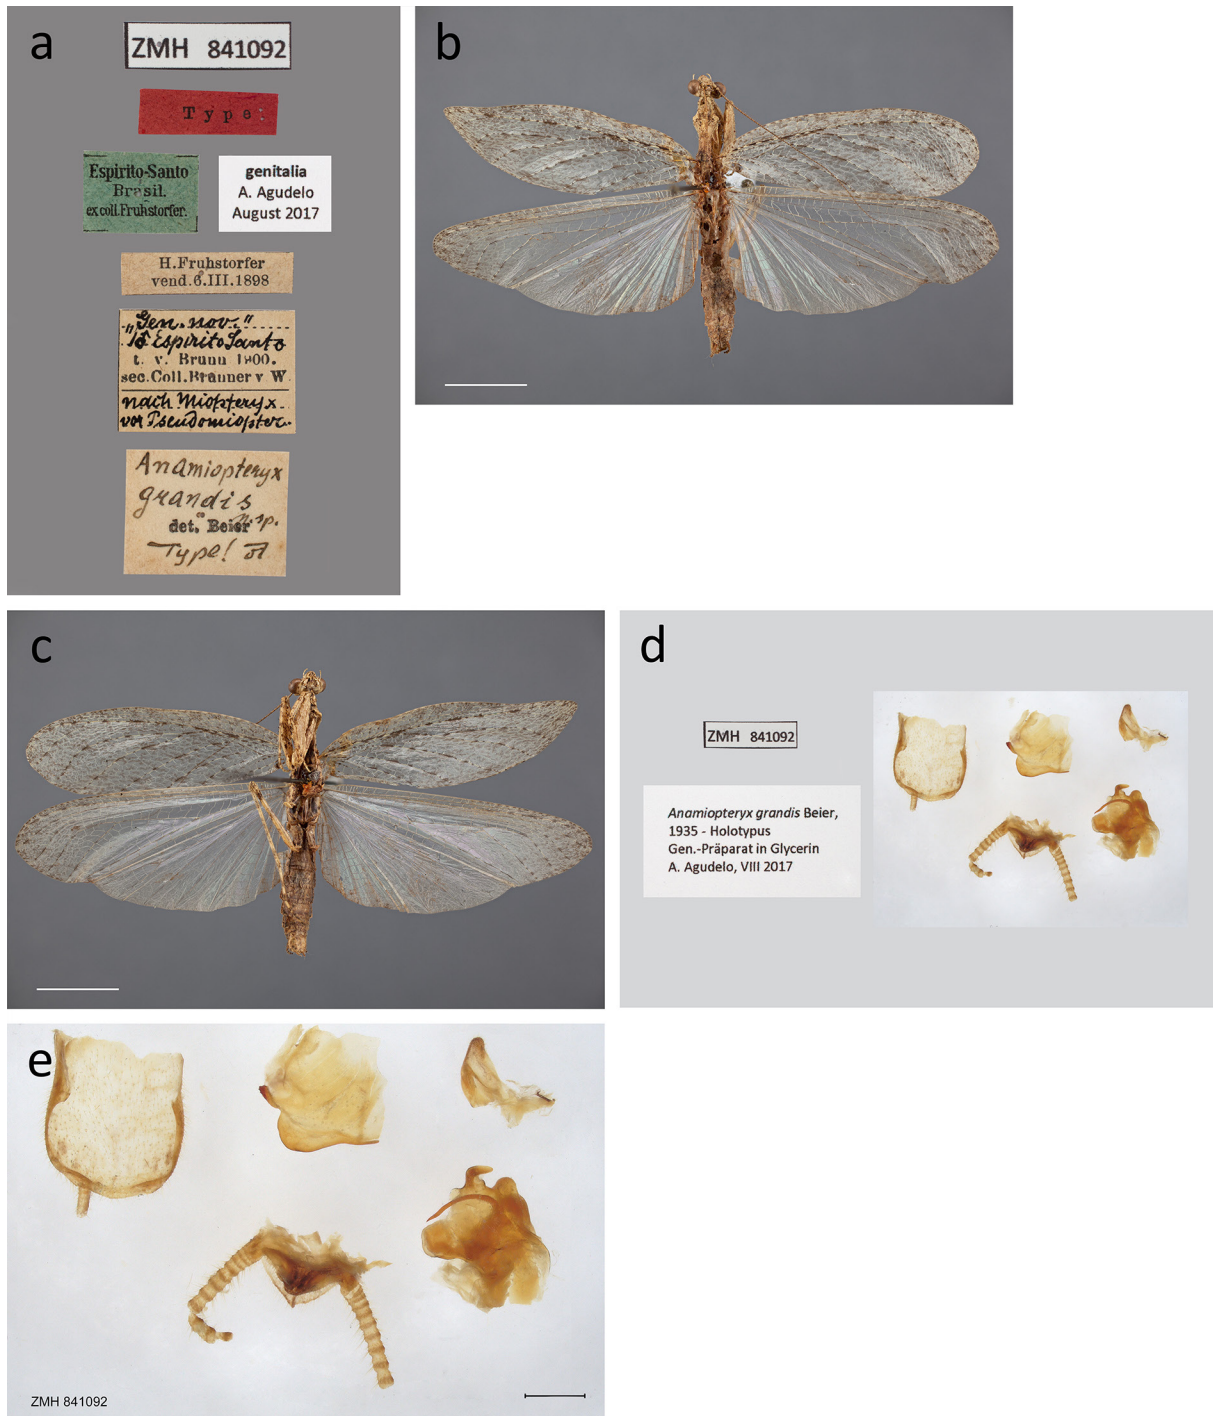 a
ZMH 841092
Type
Espirito-Santo
Brasil.
ex coll. Fruhstorfer.
genitalia
A. Agudelo
August 2017
H. Fruhstorfer
vend. 6.III.1898
„Gen. nov."
Espirito Santo
t. v. Brunn 1900.
sec. Coll. Brunner v W
nach Miopteryx
vor Pseudomiopter.
Anamiopteryx
grandis
det. Beier n. sp.
Type!
b
c
d
ZMH 841092
Anamiopteryx grandis Beier,
1935 - Holotypus
Gen.-Präparat in Glycerin
A. Agudelo, VIII 2017
e
ZMH 841092